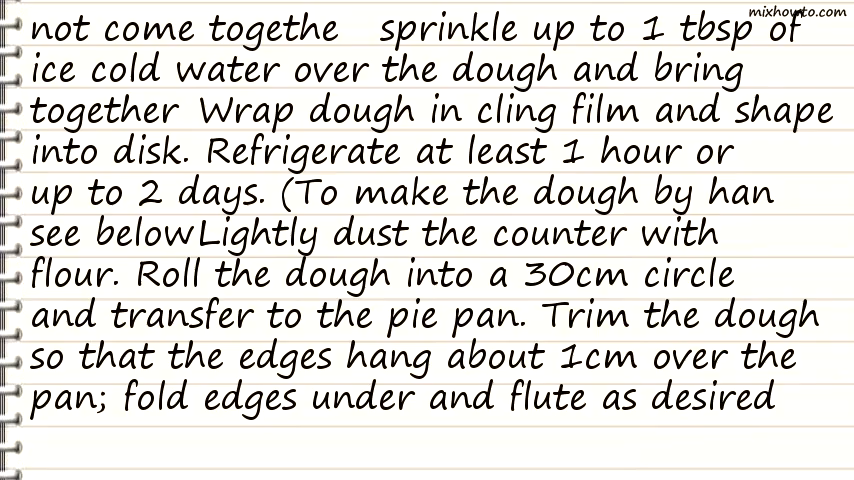 mixhowto.com
not come togethe sprinkle up to 1 tbsp of
ice cold water over the dough and bring
together Wrap dough in cling film and shape
into disk. Refrigerate at least 1 hour or
up to 2 days. (To make the dough by han
see belowLightly dust the counter with
flour. Roll the dough into a 30cm circle
and transfer to the pie pan. Trim the dough
so that the edges hang about 1cm over the
pan; fold edges under and flute as desired